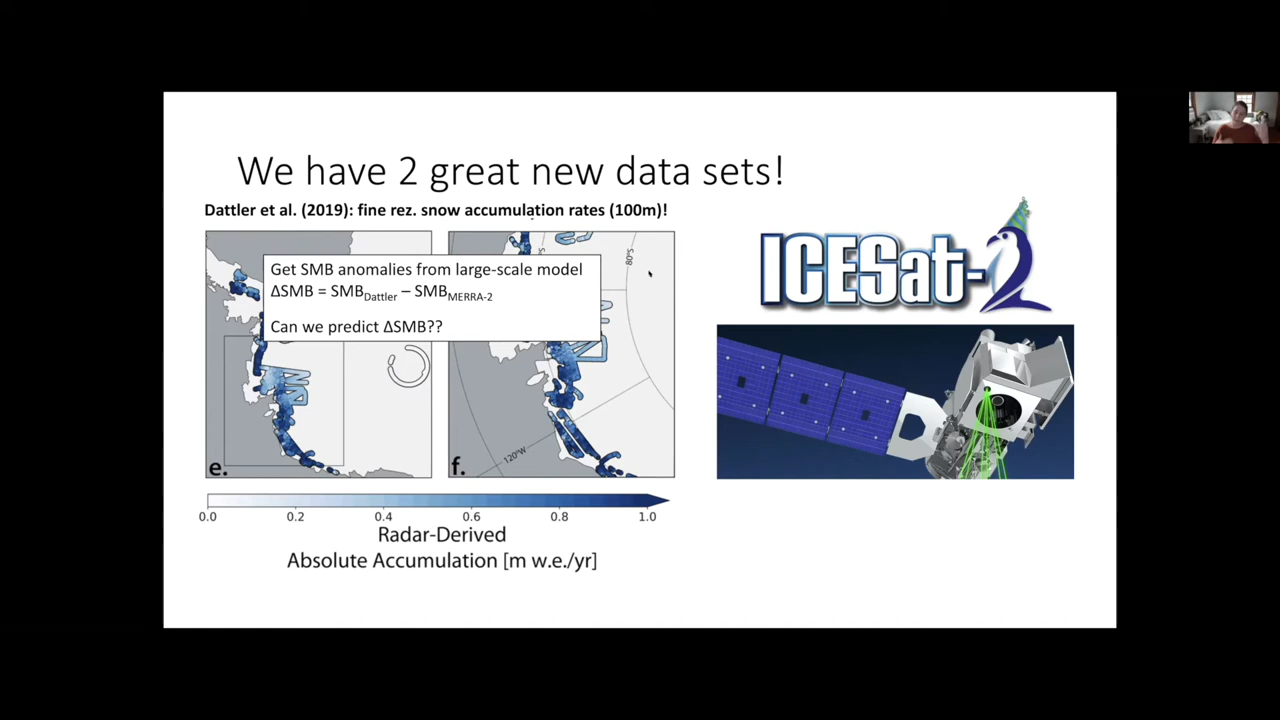 We have 2 great new data sets!
Dattler et al. (2019): fine rez. snow accumulation rates (100m)!
Get SMB anomalies from large-scale model
ΔSMB = SMBDattler – SMBMERRA-2
Can we predict ΔSMB??
80°S
120°W
e.
f.
0.0 0.2 0.4 0.6 0.8 1.0
Radar-Derived
Absolute Accumulation [m w.e./yr]
ICESat-2